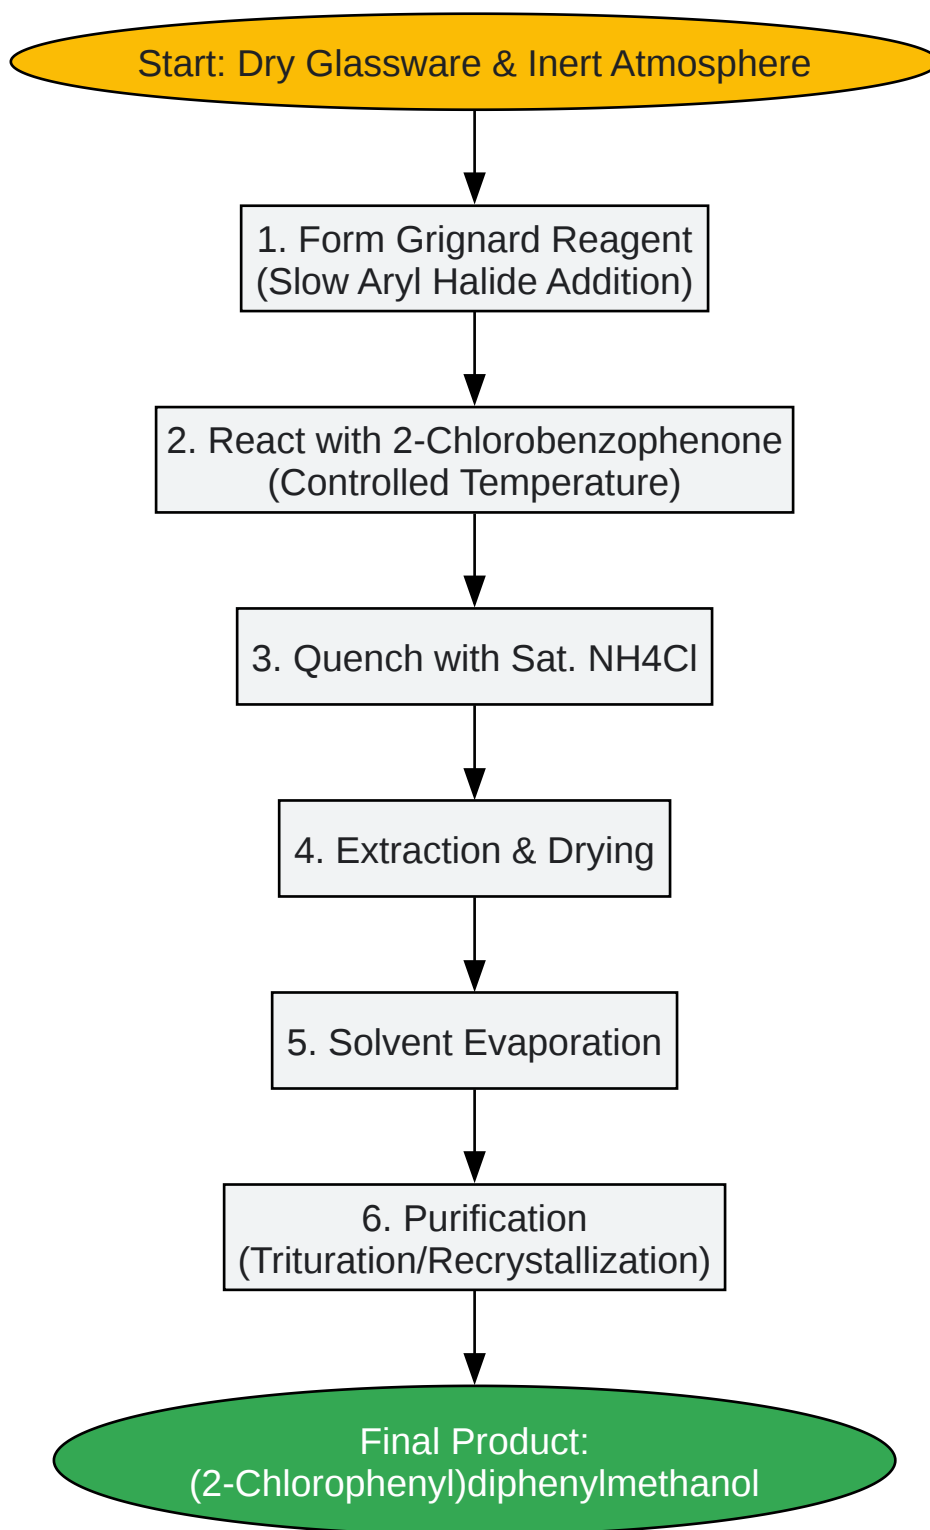 Start: Dry Glassware & Inert Atmosphere
1. Form Grignard Reagent
(Slow Aryl Halide Addition)
2. React with 2-Chlorobenzophenone
(Controlled Temperature)
3. Quench with Sat. NH4Cl
4. Extraction & Drying
5. Solvent Evaporation
6. Purification
(Trituration/Recrystallization)
Final Product:
(2-Chlorophenyl)diphenylmethanol